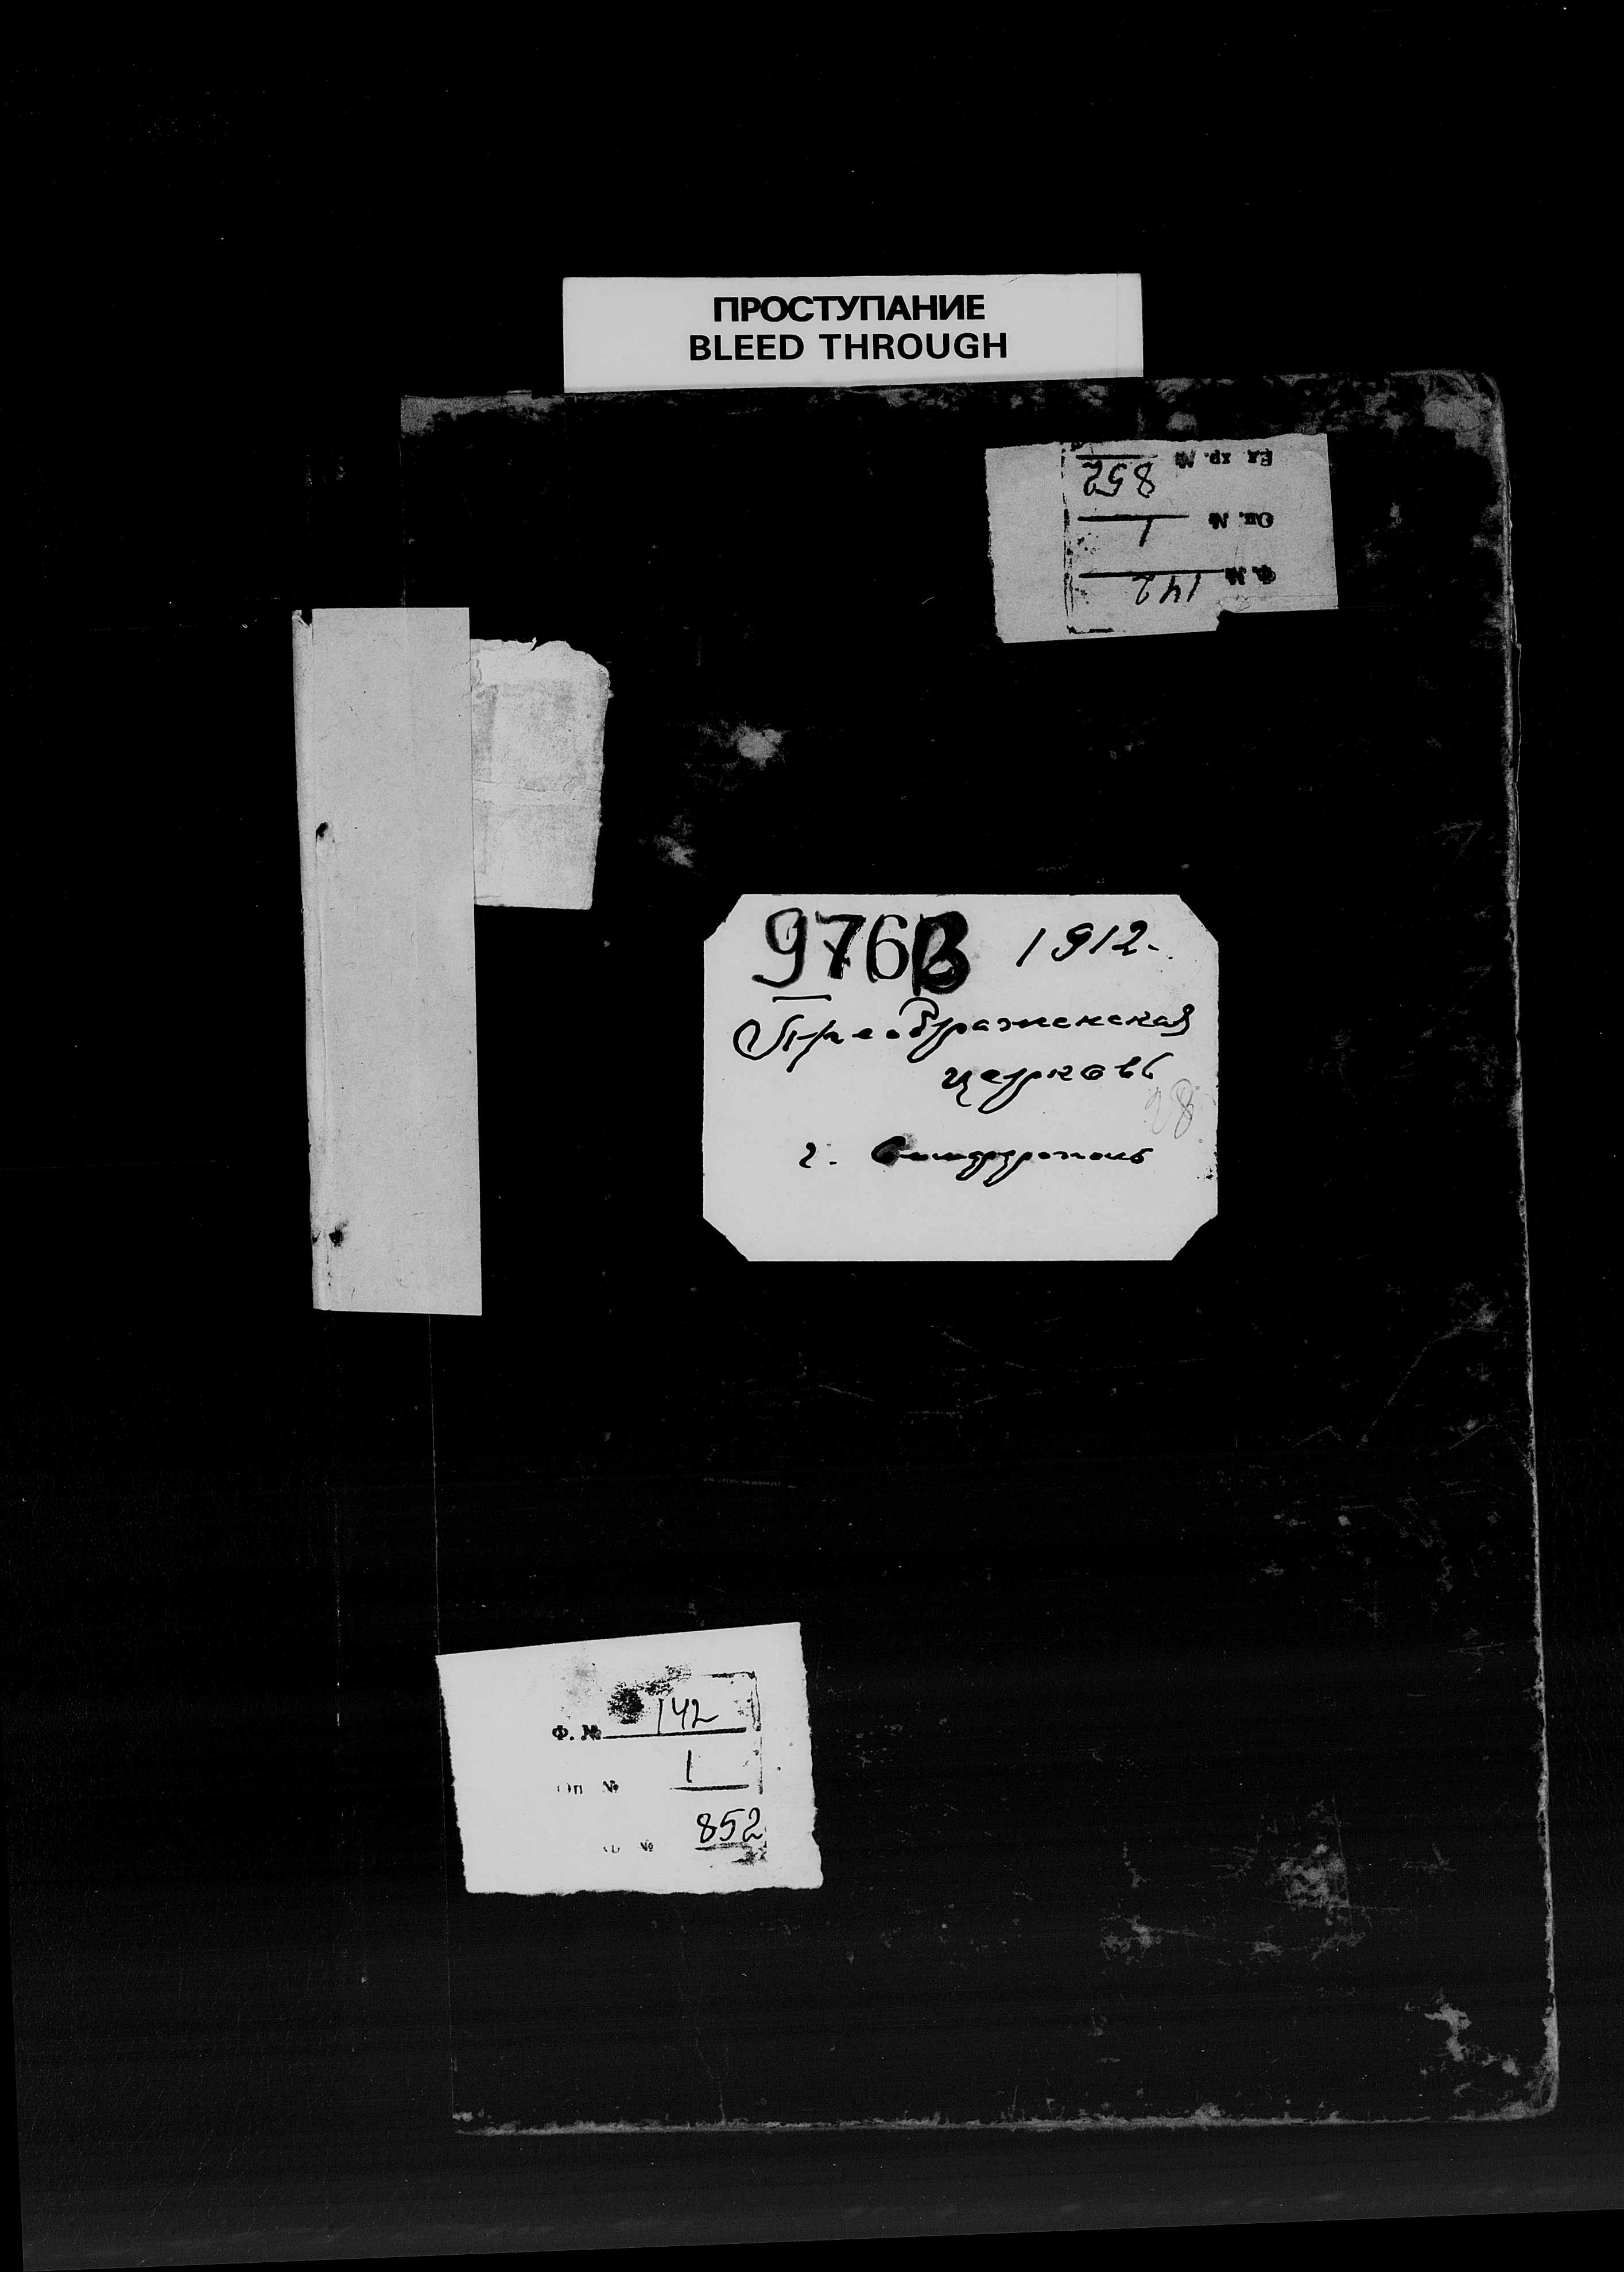 ПРОСТУПАНИЕ
BLEED THROUGH
Ф. № 142
Оп. № 1
Ед. хр. № 852
976В 1912.
Преображенская
церковь
28
г. Симферополь
Ф. № 142
Оп № 1
№ 852